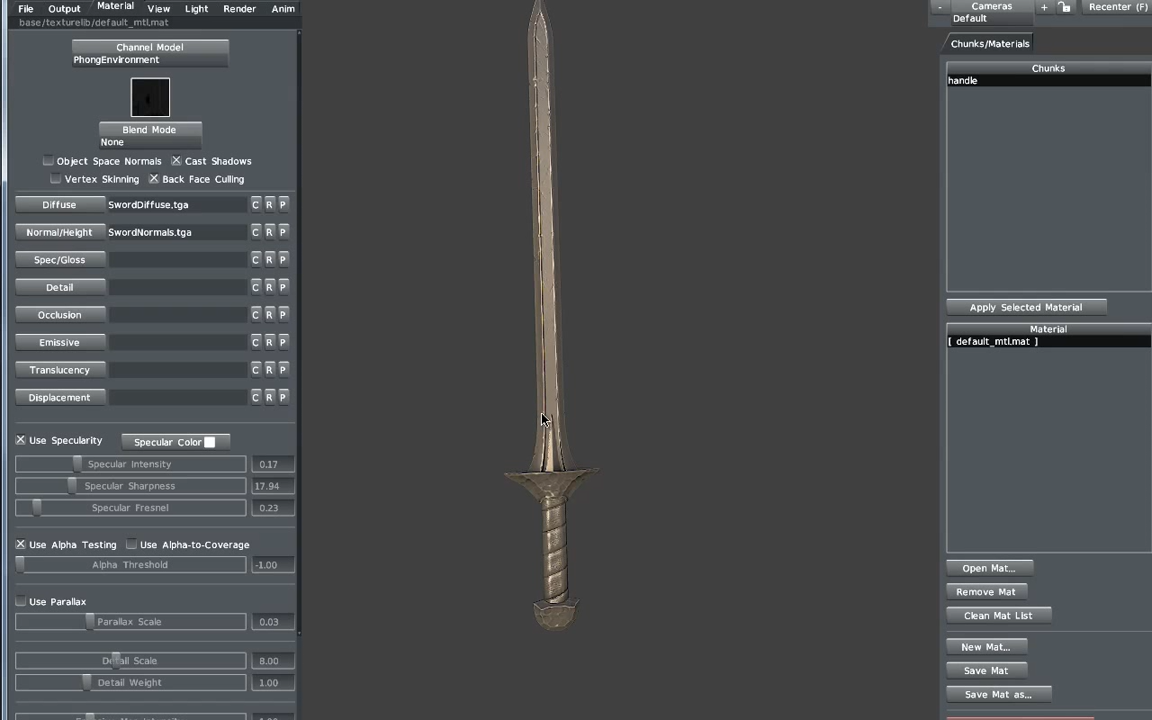 File Output Material View Light Render Anim
base/texturelib/default_mtl.mat
Channel Model
PhongEnvironment
Blend Mode
None
Object Space Normals Cast Shadows
Vertex Skinning Back Face Culling
Diffuse SwordDiffuse.tga C R P
Normal/Height SwordNormals.tga C R P
Spec/Gloss C R P
Detail C R P
Occlusion C R P
Emissive C R P
Translucency C R P
Displacement C R P
Use Specularity Specular Color
Specular Intensity 0.17
Specular Sharpness 17.94
Specular Fresnel 0.23
Use Alpha Testing Use Alpha-to-Coverage
Alpha Threshold -1.00
Use Parallax
Parallax Scale 0.03
Detail Scale 8.00
Detail Weight 1.00
- Cameras + Recenter (F)
Default
Chunks/Materials
Chunks
handle
Apply Selected Material
Material
[ default_mtl.mat ]
Open Mat...
Remove Mat
Clean Mat List
New Mat...
Save Mat
Save Mat as...